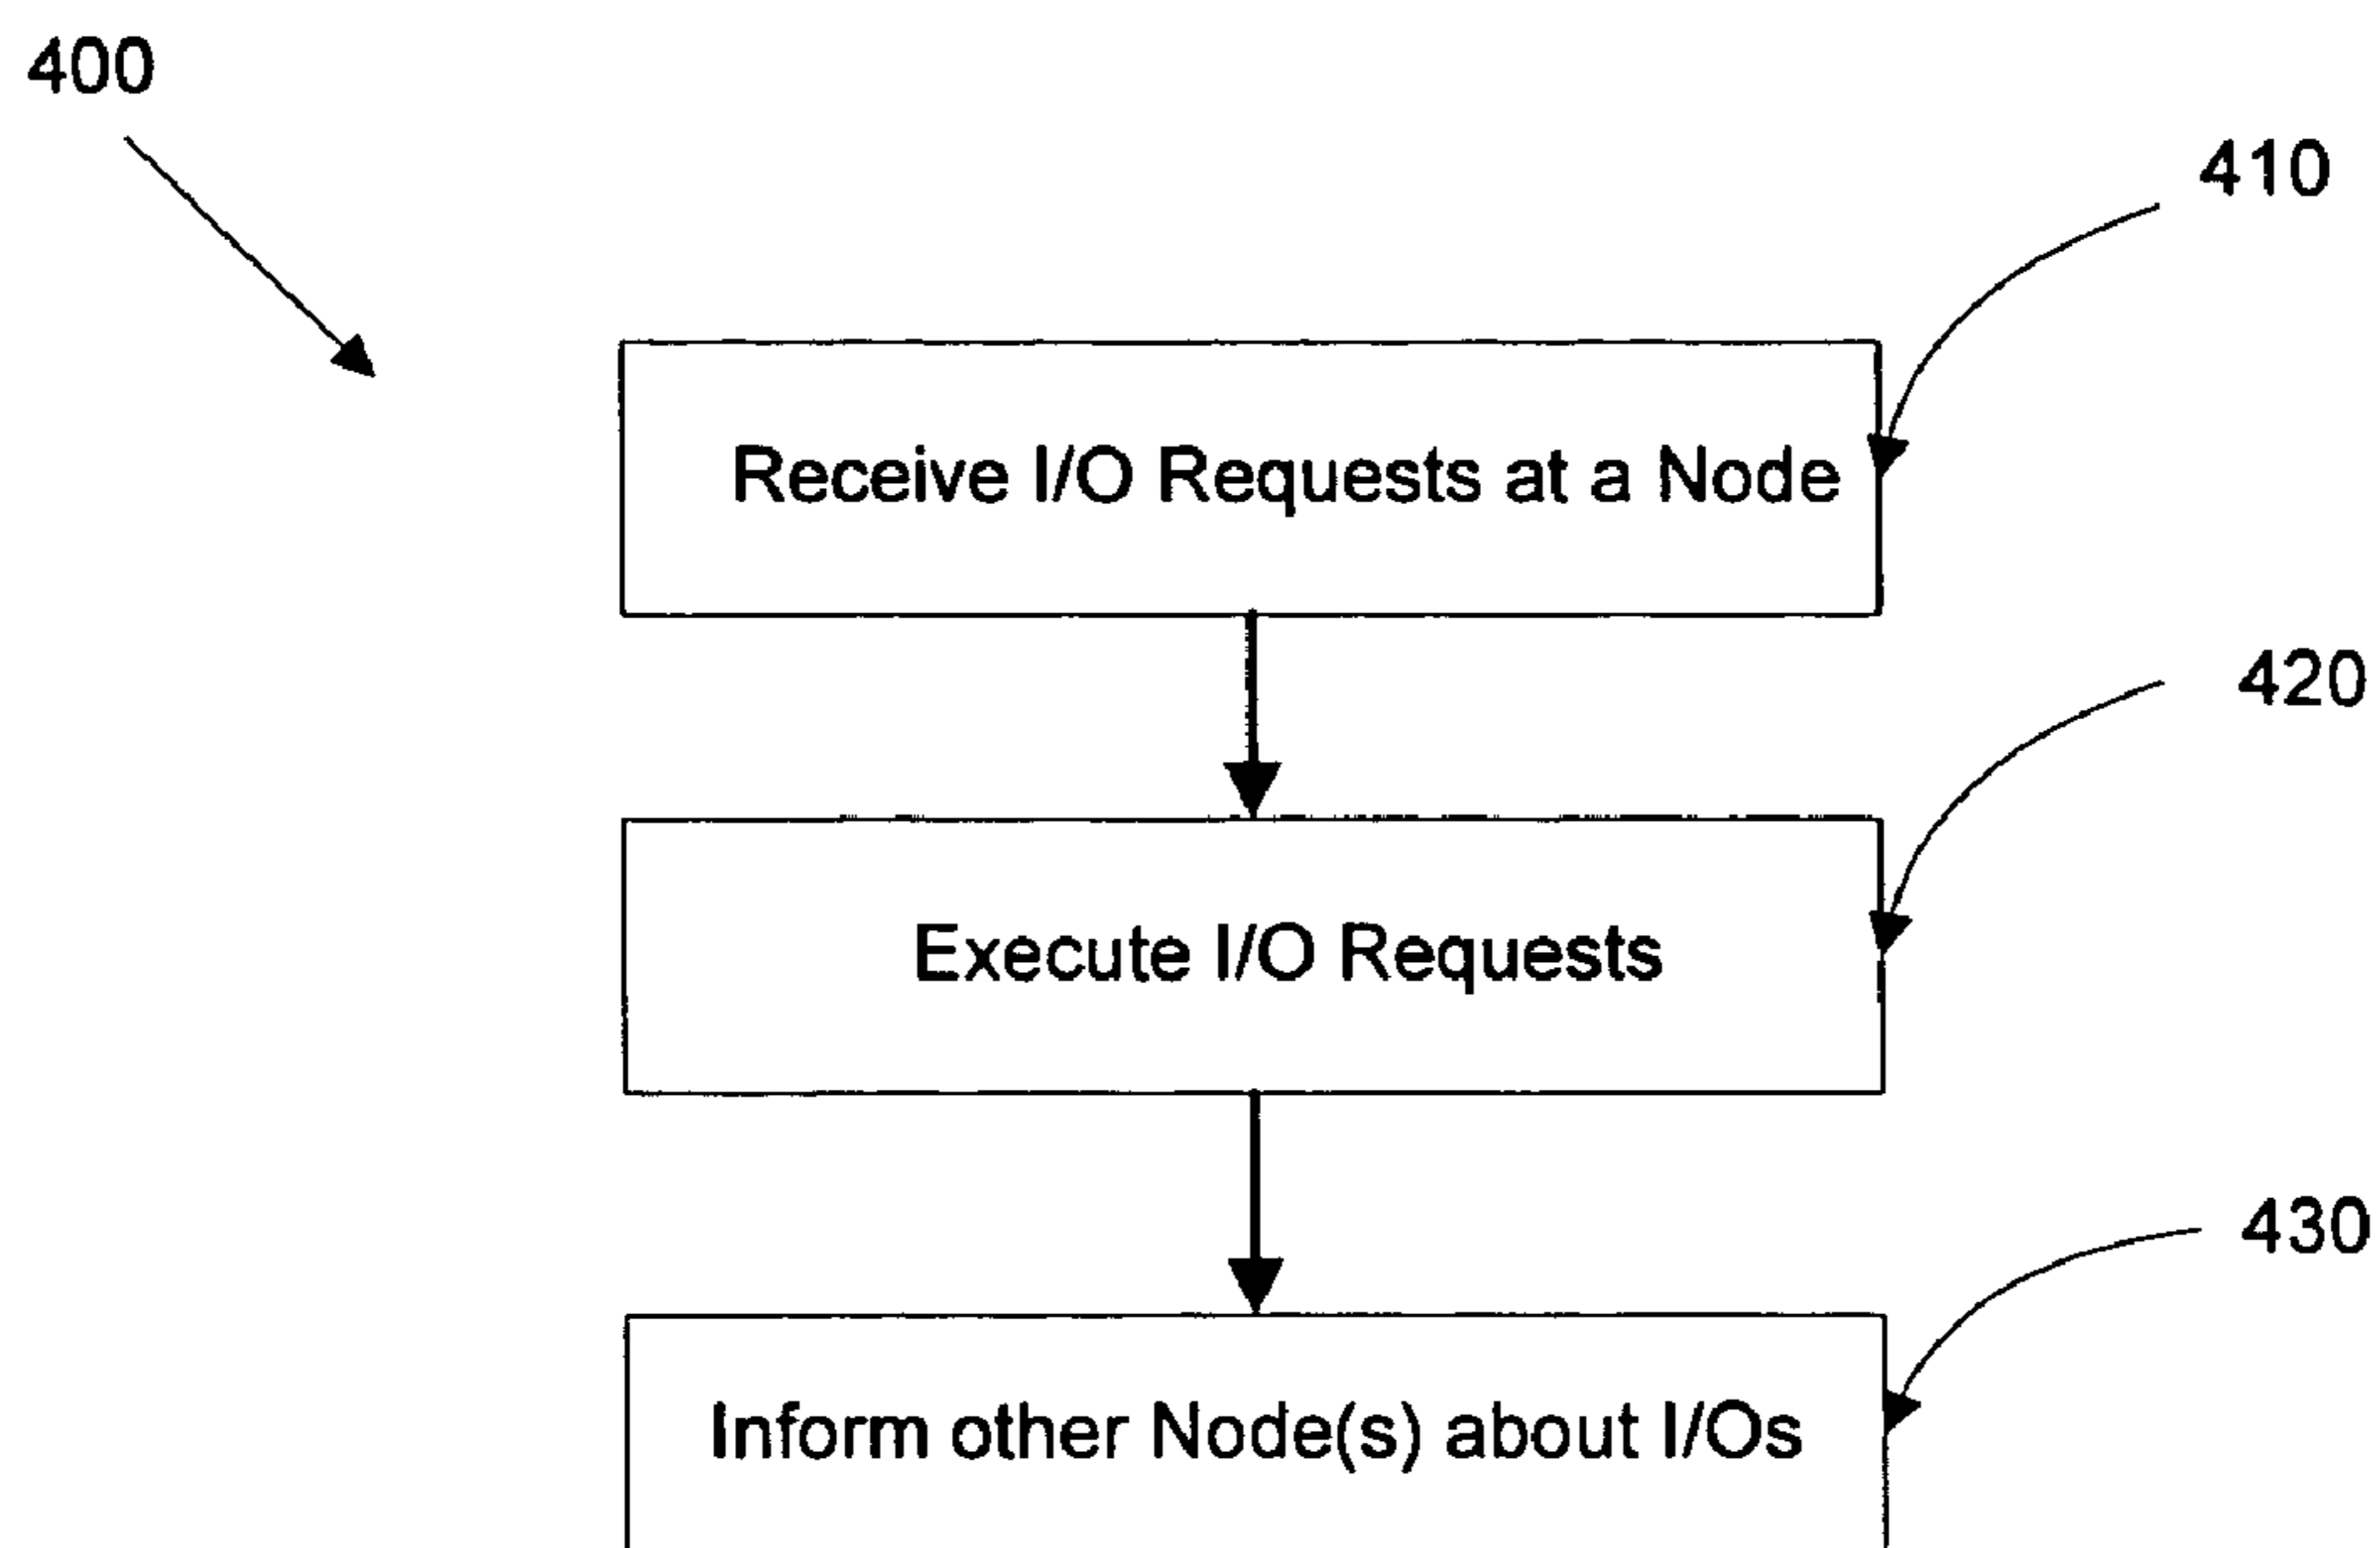 400
410
Receive I/O Requests at a Node
420
Execute I/O Requests
430
Inform other Node(s) about I/Os